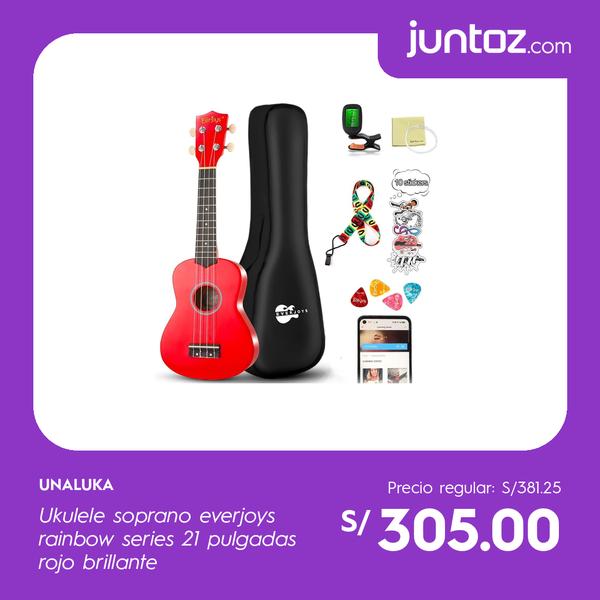 juntoz.com
Everjoys
10 stickers
EVERJOYS
UNALUKA
Ukulele soprano everjoys
rainbow series 21 pulgadas
rojo brillante
Precio regular: S/381.25
S/305.00